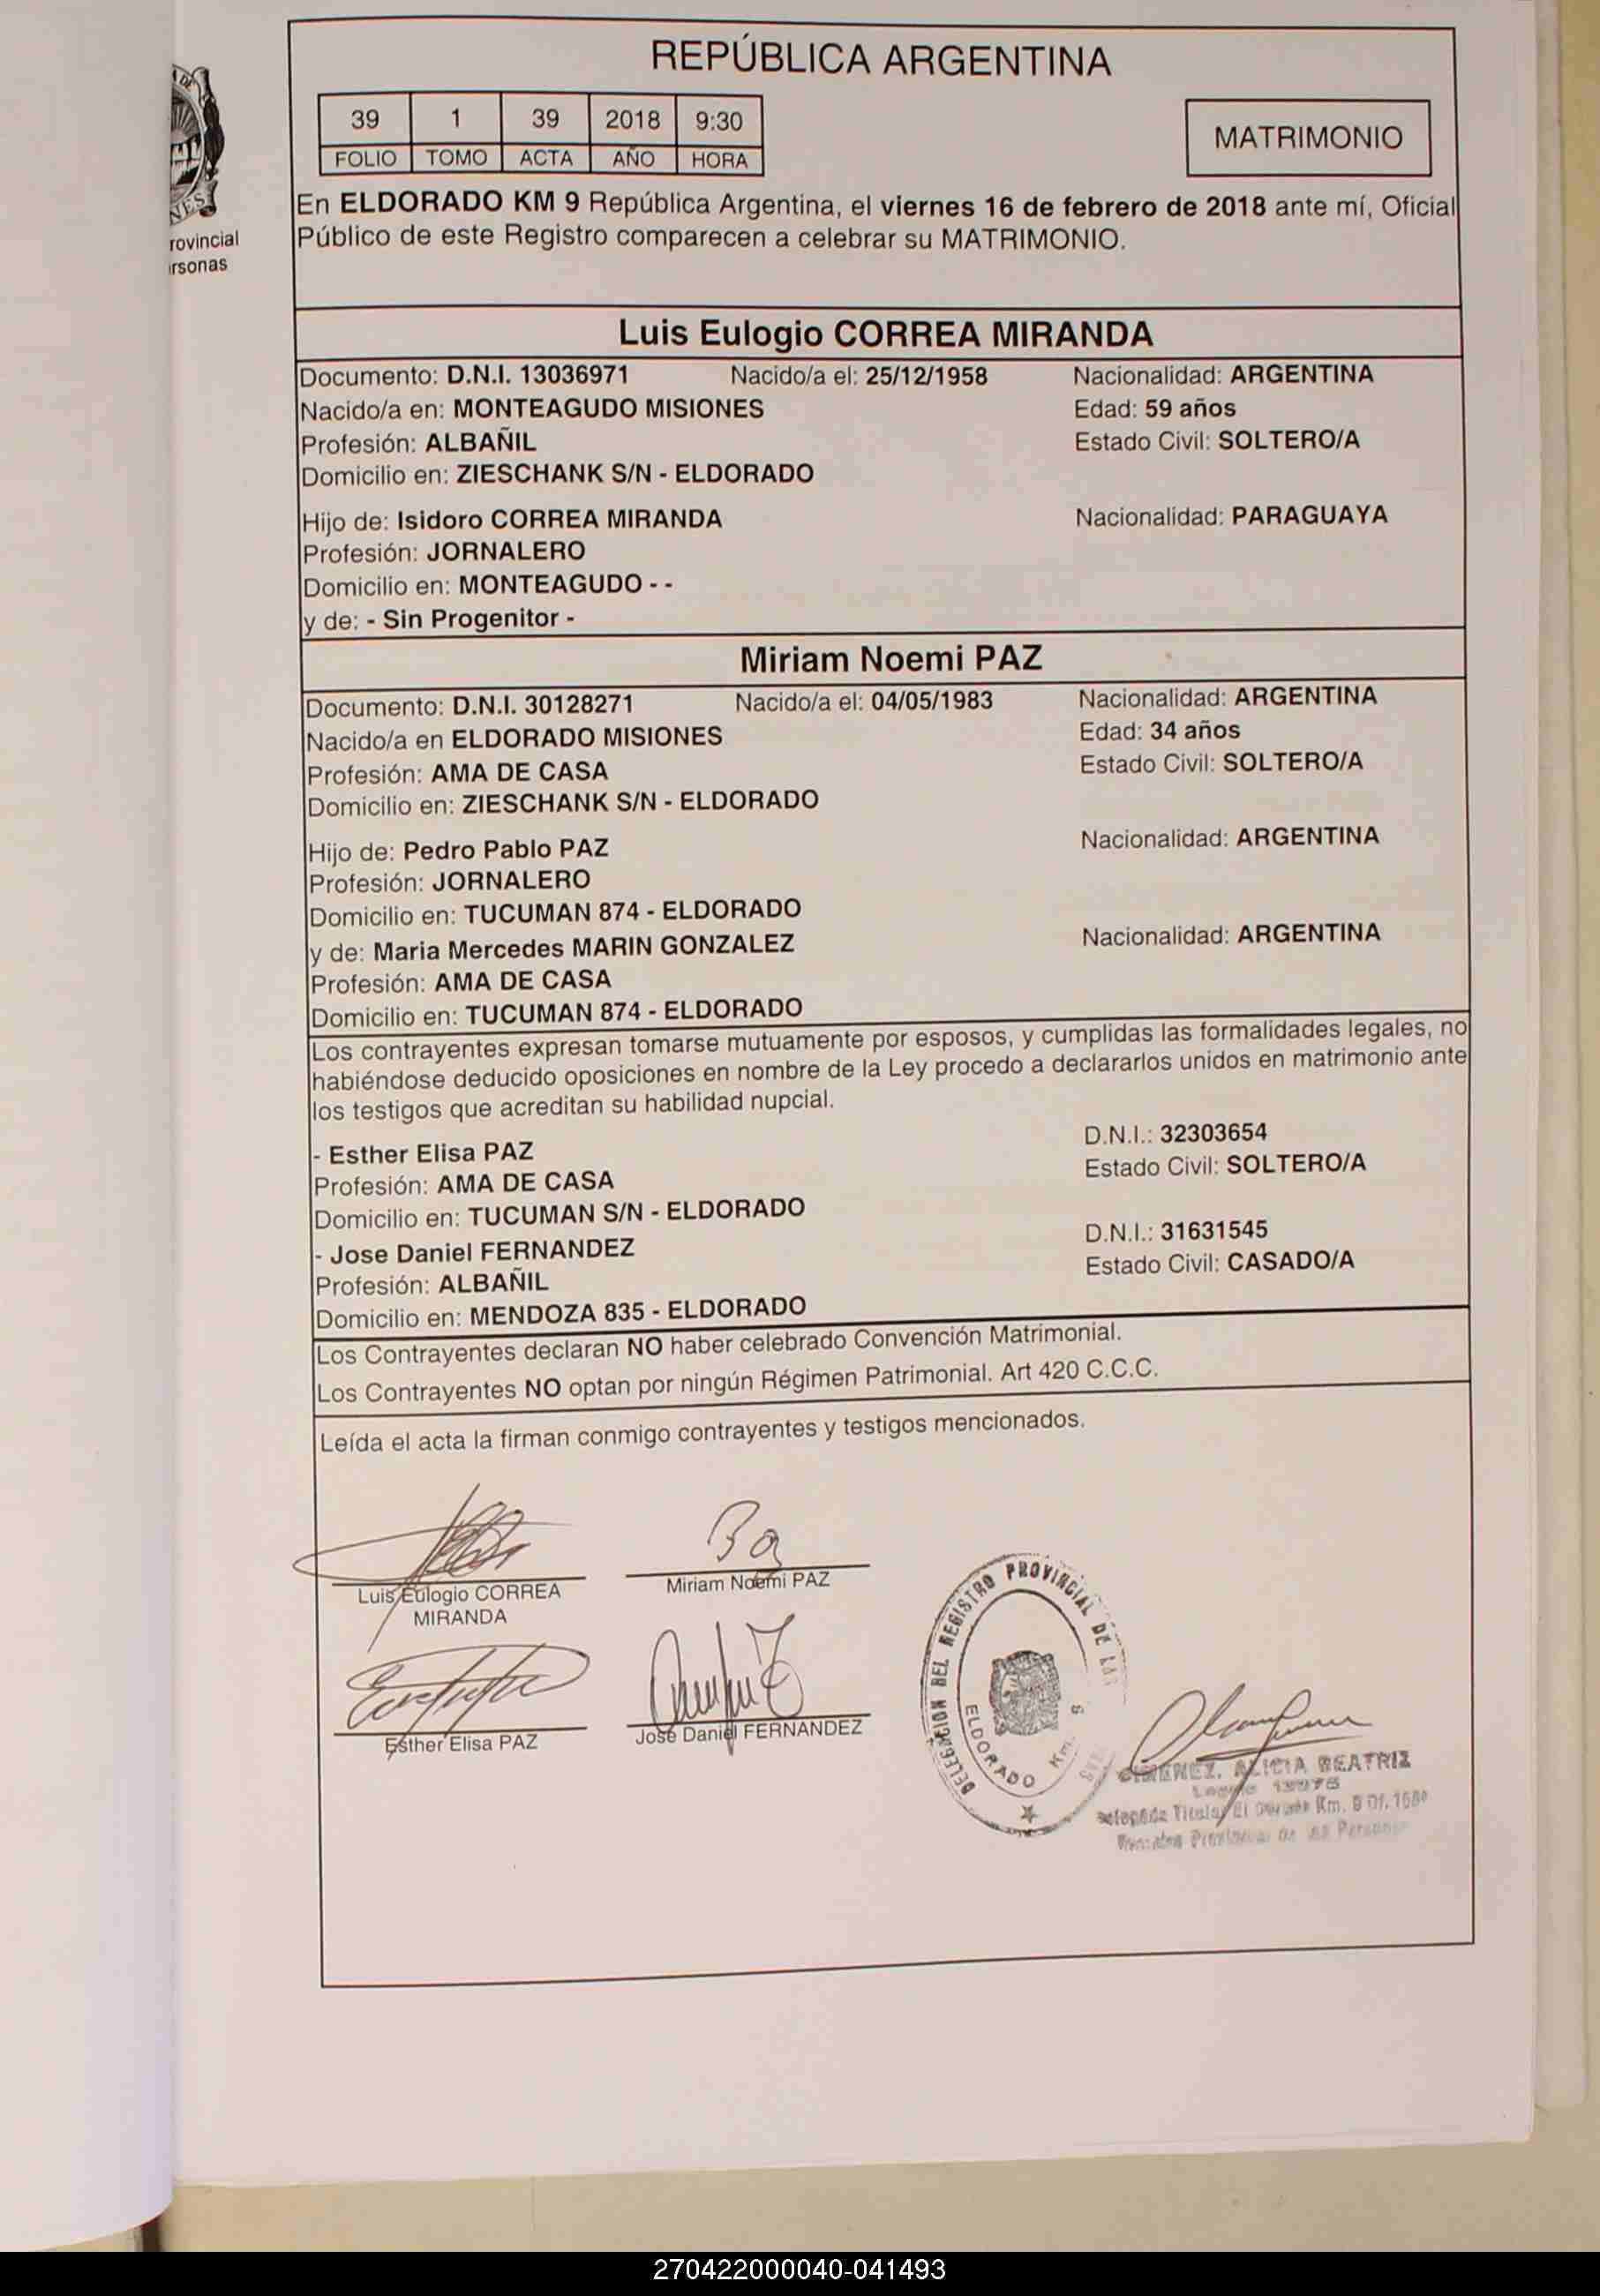 REPÚBLICA ARGENTINA
39 1 39 2018 9:30
FOLIO TOMO ACTA AÑO HORA
MATRIMONIO
rovincial
rsonas
En ELDORADO KM 9 República Argentina, el viernes 16 de febrero de 2018 ante mí, Oficial
Público de este Registro comparecen a celebrar su MATRIMONIO.
Luis Eulogio CORREA MIRANDA
Documento: D.N.I. 13036971 Nacido/a el: 25/12/1958 Nacionalidad: ARGENTINA
Nacido/a en: MONTEAGUDO MISIONES Edad: 59 años
Profesión: ALBAÑIL Estado Civil: SOLTERO/A
Domicilio en: ZIESCHANK S/N - ELDORADO
Hijo de: Isidoro CORREA MIRANDA Nacionalidad: PARAGUAYA
Profesión: JORNALERO
Domicilio en: MONTEAGUDO - -
y de: - Sin Progenitor -
Miriam Noemi PAZ
Documento: D.N.I. 30128271 Nacido/a el: 04/05/1983 Nacionalidad: ARGENTINA
Nacido/a en ELDORADO MISIONES Edad: 34 años
Profesión: AMA DE CASA Estado Civil: SOLTERO/A
Domicilio en: ZIESCHANK S/N - ELDORADO
Hijo de: Pedro Pablo PAZ Nacionalidad: ARGENTINA
Profesión: JORNALERO
Domicilio en: TUCUMAN 874 - ELDORADO
y de: Maria Mercedes MARIN GONZALEZ Nacionalidad: ARGENTINA
Profesión: AMA DE CASA
Domicilio en: TUCUMAN 874 - ELDORADO
Los contrayentes expresan tomarse mutuamente por esposos, y cumplidas las formalidades legales, no
habiéndose deducido oposiciones en nombre de la Ley procedo a declararlos unidos en matrimonio ante
los testigos que acreditan su habilidad nupcial.
- Esther Elisa PAZ D.N.I.: 32303654
Profesión: AMA DE CASA Estado Civil: SOLTERO/A
Domicilio en: TUCUMAN S/N - ELDORADO
- Jose Daniel FERNANDEZ D.N.I.: 31631545
Profesión: ALBAÑIL Estado Civil: CASADO/A
Domicilio en: MENDOZA 835 - ELDORADO
Los Contrayentes declaran NO haber celebrado Convención Matrimonial.
Los Contrayentes NO optan por ningún Régimen Patrimonial. Art 420 C.C.C.
Leída el acta la firman conmigo contrayentes y testigos mencionados.
Luis Eulogio CORREA
MIRANDA
Miriam Noemi PAZ
Esther Elisa PAZ
Jose Daniel FERNANDEZ
DELEGACION DEL REGISTRO PROVINCIAL DE LAS
ELDORADO Km. 9
GIMENEZ, ALICIA BEATRIZ
270422000040-041493